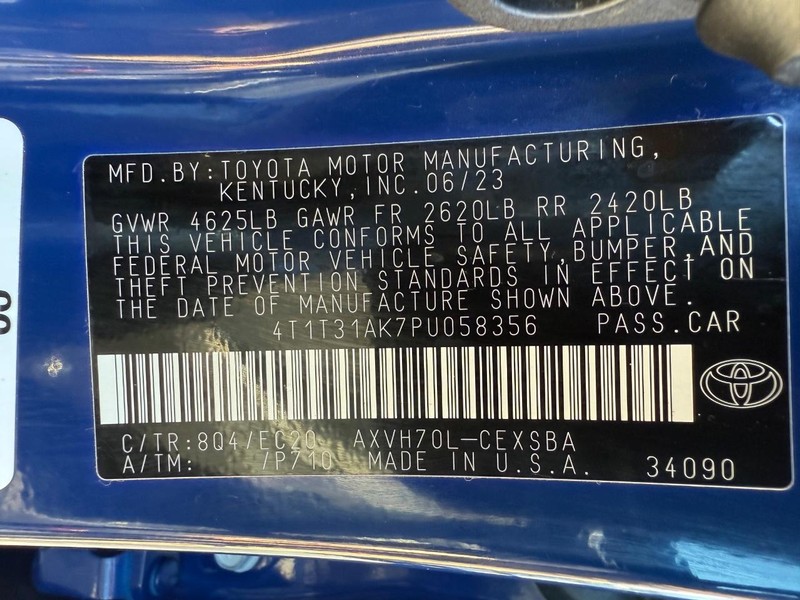 MFD.BY:TOYOTA MOTOR MANUFACTURING,
KENTUCKY,INC.06/23
GVWR 4625LB GAWR FR 2620LB RR 2420LB
THIS VEHICLE CONFORMS TO ALL APPLICABLE
FEDERAL MOTOR VEHICLE SAFETY,BUMPER,AND
THEFT PREVENTION STANDARDS IN EFFECT ON
THE DATE OF MANUFACTURE SHOWN ABOVE.
4T1T31AK7PU058356 PASS.CAR
C/TR:8Q4/EC20 AXVH70L-CEXSBA
A/TM: /P710 MADE IN U.S.A. 34090